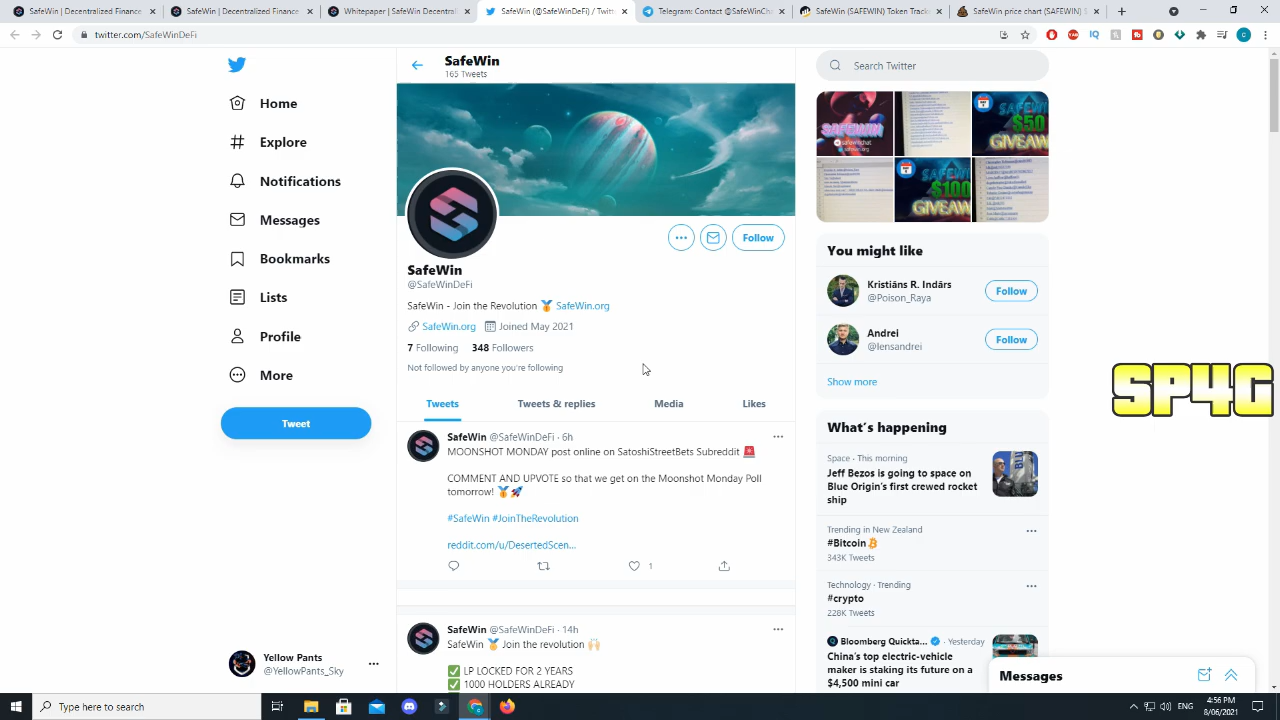 SafeWin | Decentralized Finance
SafeWin | Decentralized Finance
Whitepaper | SafeWin Decentral
SafeWin (@SafeWinDeFi) / Twitt
Telegram: Contact @SafeWinCh
SafeWin (SAFEWIN) Token Track
SafeWin price chart (SAFEWIN) $
twitter.com/SafeWinDeFi
Home
Explore
Notifications
Messages
Bookmarks
Lists
Profile
More
Tweet
Yellow Pants
@YellowPants_Sky
SafeWin
165 Tweets
Follow
SafeWin
@SafeWinDeFi
SafeWin - Join the Revolution 🥇 SafeWin.org
SafeWin.org Joined May 2021
7 Following 348 Followers
Not followed by anyone you're following
Tweets Tweets & replies Media Likes
SafeWin @SafeWinDeFi · 6h
MOONSHOT MONDAY post online on SatoshiStreetBets Subreddit 🚨
COMMENT AND UPVOTE so that we get on the Moonshot Monday Poll
tomorrow! 🥇🚀
#SafeWin #JoinTheRevolution
reddit.com/u/DesertedScen...
1
SafeWin @SafeWinDeFi · 14h
SafeWin 🥇 Join the revolution 🙌🏻
✅ LP LOCKED FOR 2 YEARS
✅ 1000 HOLDERS ALREADY
Search Twitter
SAFEWIN
safewinchat
safewin.org
SAFEWIN
$50
GIVEAW
SAFEWIN
$100
GIVEAW
You might like
Kristiāns R. Indārs
@Poison_Raya
Follow
Andrei
@lensandrei
Follow
Show more
What's happening
Space · This morning
Jeff Bezos is going to space on
Blue Origin's first crewed rocket
ship
Trending in New Zealand
#Bitcoin
343K Tweets
Technology · Trending
#crypto
228K Tweets
Bloomberg Quickta... · Yesterday
China's top electric-vehicle
maker is staking its future on a
$4,500 mini car
Messages
SP4G
Type here to search
ENG
4:56 PM
8/06/2021